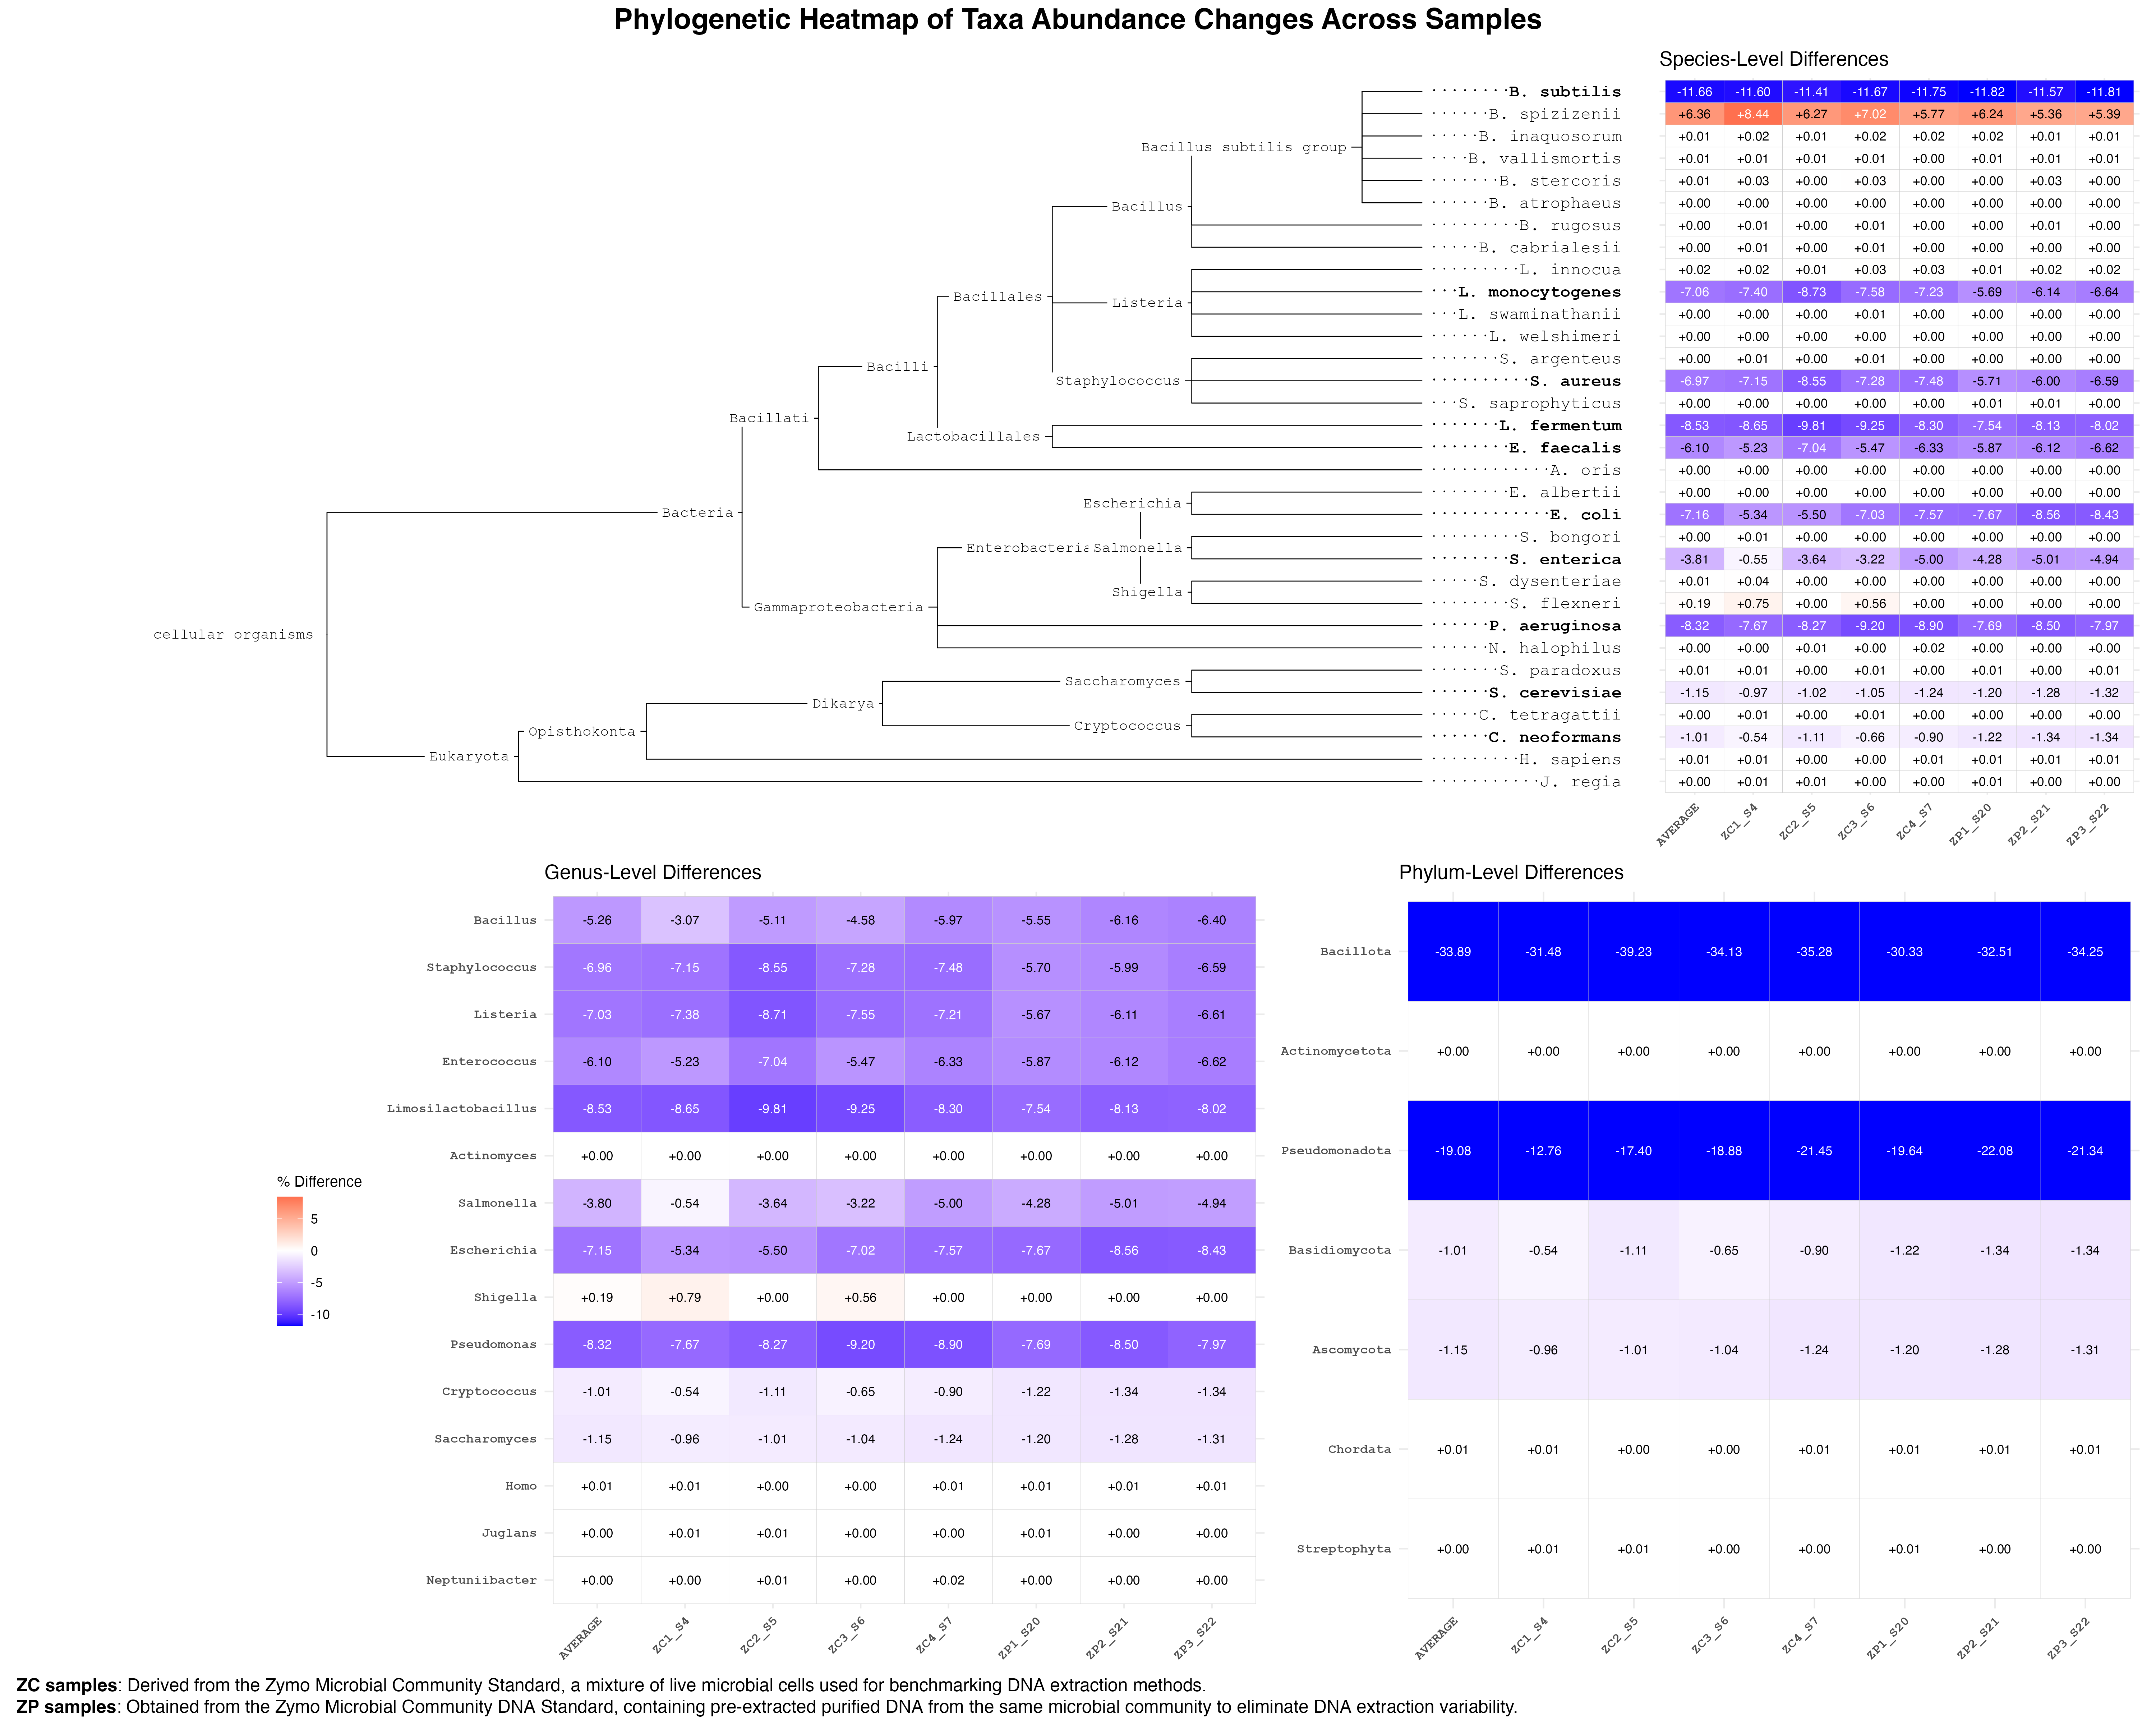 Phylogenetic Heatmap of Taxa Abundance Changes Across Samples
Species-Level Differences
B. subtilis -11.66 -11.60 -11.41 -11.67 -11.75 -11.82 -11.57 -11.81
B. spizizenii +6.36 +8.44 +6.27 +7.02 +5.77 +6.24 +5.36 +5.39
B. inaquosorum +0.01 +0.02 +0.01 +0.02 +0.02 +0.02 +0.01 +0.01
Bacillus subtilis group
B. vallismortis +0.01 +0.01 +0.01 +0.01 +0.00 +0.01 +0.01 +0.01
B. stercoris +0.01 +0.03 +0.00 +0.03 +0.00 +0.00 +0.03 +0.00
B. atrophaeus +0.00 +0.00 +0.00 +0.00 +0.00 +0.00 +0.00 +0.00
Bacillus
B. rugosus +0.00 +0.01 +0.00 +0.01 +0.00 +0.00 +0.01 +0.00
B. cabrialesii +0.00 +0.01 +0.00 +0.01 +0.00 +0.00 +0.00 +0.00
L. innocua +0.02 +0.02 +0.01 +0.03 +0.03 +0.01 +0.02 +0.02
L. monocytogenes -7.06 -7.40 -8.73 -7.58 -7.23 -5.69 -6.14 -6.64
Bacillales
Listeria
L. swaminathanii +0.00 +0.00 +0.00 +0.01 +0.00 +0.00 +0.00 +0.00
L. welshimeri +0.00 +0.00 +0.00 +0.00 +0.00 +0.00 +0.00 +0.00
S. argenteus +0.00 +0.01 +0.00 +0.01 +0.00 +0.00 +0.00 +0.00
Bacilli
Staphylococcus
S. aureus -6.97 -7.15 -8.55 -7.28 -7.48 -5.71 -6.00 -6.59
S. saprophyticus +0.00 +0.00 +0.00 +0.00 +0.00 +0.01 +0.01 +0.00
Bacillati
L. fermentum -8.53 -8.65 -9.81 -9.25 -8.30 -7.54 -8.13 -8.02
Lactobacillales
E. faecalis -6.10 -5.23 -7.04 -5.47 -6.33 -5.87 -6.12 -6.62
A. oris +0.00 +0.00 +0.00 +0.00 +0.00 +0.00 +0.00 +0.00
E. albertii +0.00 +0.00 +0.00 +0.00 +0.00 +0.00 +0.00 +0.00
Escherichia
Bacteria
E. coli -7.16 -5.34 -5.50 -7.03 -7.57 -7.67 -8.56 -8.43
S. bongori +0.00 +0.01 +0.00 +0.00 +0.00 +0.00 +0.00 +0.00
Enterobacteria Salmonella
S. enterica -3.81 -0.55 -3.64 -3.22 -5.00 -4.28 -5.01 -4.94
S. dysenteriae +0.01 +0.04 +0.00 +0.00 +0.00 +0.00 +0.00 +0.00
Shigella
S. flexneri +0.19 +0.75 +0.00 +0.56 +0.00 +0.00 +0.00 +0.00
Gammaproteobacteria
P. aeruginosa -8.32 -7.67 -8.27 -9.20 -8.90 -7.69 -8.50 -7.97
cellular organisms
N. halophilus +0.00 +0.00 +0.01 +0.00 +0.02 +0.00 +0.00 +0.00
S. paradoxus +0.01 +0.01 +0.00 +0.01 +0.00 +0.01 +0.00 +0.01
Saccharomyces
S. cerevisiae -1.15 -0.97 -1.02 -1.05 -1.24 -1.20 -1.28 -1.32
Dikarya
C. tetragattii +0.00 +0.01 +0.00 +0.01 +0.00 +0.00 +0.00 +0.00
Cryptococcus
Opisthokonta
C. neoformans -1.01 -0.54 -1.11 -0.66 -0.90 -1.22 -1.34 -1.34
Eukaryota
H. sapiens +0.01 +0.01 +0.00 +0.00 +0.01 +0.01 +0.01 +0.01
J. regia +0.00 +0.01 +0.01 +0.00 +0.00 +0.01 +0.00 +0.00
AVERAGE ZC1_S4 ZC2_S5 ZC3_S6 ZC4_S7 ZP1_S20 ZP2_S21 ZP3_S22
Genus-Level Differences
Bacillus -5.26 -3.07 -5.11 -4.58 -5.97 -5.55 -6.16 -6.40
Staphylococcus -6.96 -7.15 -8.55 -7.28 -7.48 -5.70 -5.99 -6.59
Listeria -7.03 -7.38 -8.71 -7.55 -7.21 -5.67 -6.11 -6.61
Enterococcus -6.10 -5.23 -7.04 -5.47 -6.33 -5.87 -6.12 -6.62
Limosilactobacillus -8.53 -8.65 -9.81 -9.25 -8.30 -7.54 -8.13 -8.02
Actinomyces +0.00 +0.00 +0.00 +0.00 +0.00 +0.00 +0.00 +0.00
Salmonella -3.80 -0.54 -3.64 -3.22 -5.00 -4.28 -5.01 -4.94
Escherichia -7.15 -5.34 -5.50 -7.02 -7.57 -7.67 -8.56 -8.43
Shigella +0.19 +0.79 +0.00 +0.56 +0.00 +0.00 +0.00 +0.00
Pseudomonas -8.32 -7.67 -8.27 -9.20 -8.90 -7.69 -8.50 -7.97
Cryptococcus -1.01 -0.54 -1.11 -0.65 -0.90 -1.22 -1.34 -1.34
Saccharomyces -1.15 -0.96 -1.01 -1.04 -1.24 -1.20 -1.28 -1.31
Homo +0.01 +0.01 +0.00 +0.00 +0.01 +0.01 +0.01 +0.01
Juglans +0.00 +0.01 +0.01 +0.00 +0.00 +0.01 +0.00 +0.00
Neptuniibacter +0.00 +0.00 +0.01 +0.00 +0.02 +0.00 +0.00 +0.00
AVERAGE ZC1_S4 ZC2_S5 ZC3_S6 ZC4_S7 ZP1_S20 ZP2_S21 ZP3_S22
% Difference
5
0
-5
-10
Phylum-Level Differences
Bacillota -33.89 -31.48 -39.23 -34.13 -35.28 -30.33 -32.51 -34.25
Actinomycetota +0.00 +0.00 +0.00 +0.00 +0.00 +0.00 +0.00 +0.00
Pseudomonadota -19.08 -12.76 -17.40 -18.88 -21.45 -19.64 -22.08 -21.34
Basidiomycota -1.01 -0.54 -1.11 -0.65 -0.90 -1.22 -1.34 -1.34
Ascomycota -1.15 -0.96 -1.01 -1.04 -1.24 -1.20 -1.28 -1.31
Chordata +0.01 +0.01 +0.00 +0.00 +0.01 +0.01 +0.01 +0.01
Streptophyta +0.00 +0.01 +0.01 +0.00 +0.00 +0.01 +0.00 +0.00
AVERAGE ZC1_S4 ZC2_S5 ZC3_S6 ZC4_S7 ZP1_S20 ZP2_S21 ZP3_S22
ZC samples: Derived from the Zymo Microbial Community Standard, a mixture of live microbial cells used for benchmarking DNA extraction methods.
ZP samples: Obtained from the Zymo Microbial Community DNA Standard, containing pre-extracted purified DNA from the same microbial community to eliminate DNA extraction variability.